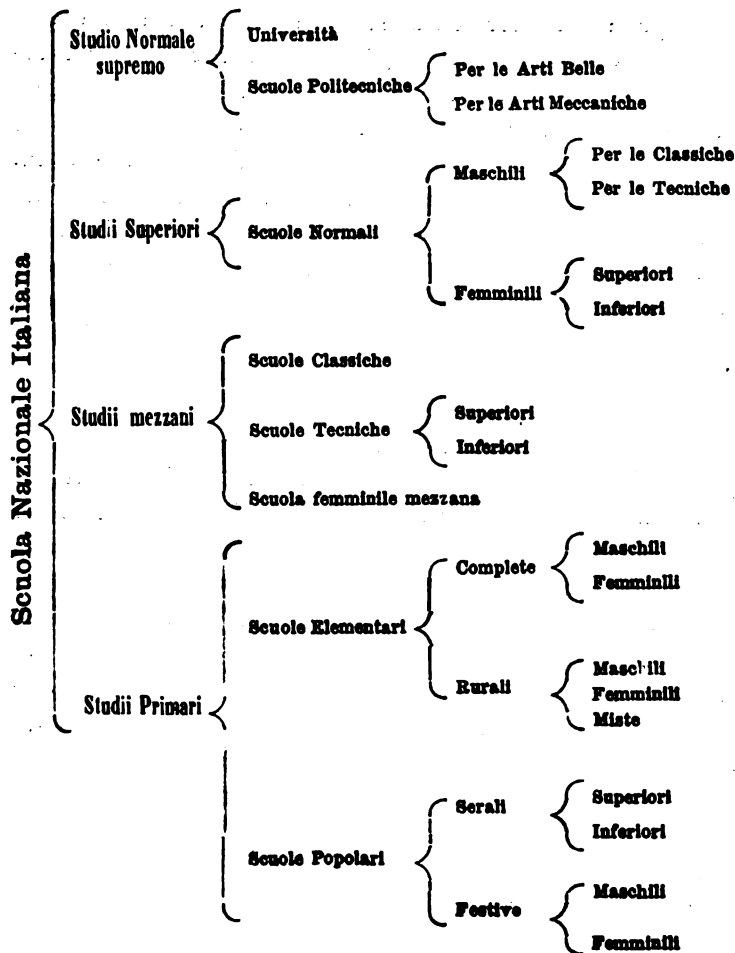 Scuola Nazionale Italiana
Studio Normale
supremo
Università
Scuole Politecniche
Per le Arti Belle
Per le Arti Meccaniche
Studii Superiori
Scuole Normali
Maschili
Per le Classiche
Per le Tecniche
Femminili
Superiori
Inferiori
Studii mezzani
Scuole Classiche
Scuole Tecniche
Superiori
Inferiori
Scuola femminile mezzana
Studii Primari
Scuole Elementari
Complete
Maschili
Femminili
Rurali
Maschili
Femminili
Miste
Scuole Popolari
Serali
Superiori
Inferiori
Festive
Maschili
Femminili